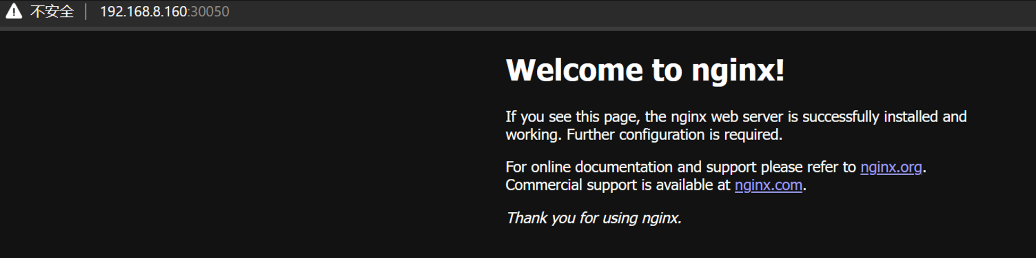 不安全 | 192.168.8.160:30050
Welcome to nginx!
If you see this page, the nginx web server is successfully installed and
working. Further configuration is required.
For online documentation and support please refer to nginx.org.
Commercial support is available at nginx.com.
Thank you for using nginx.